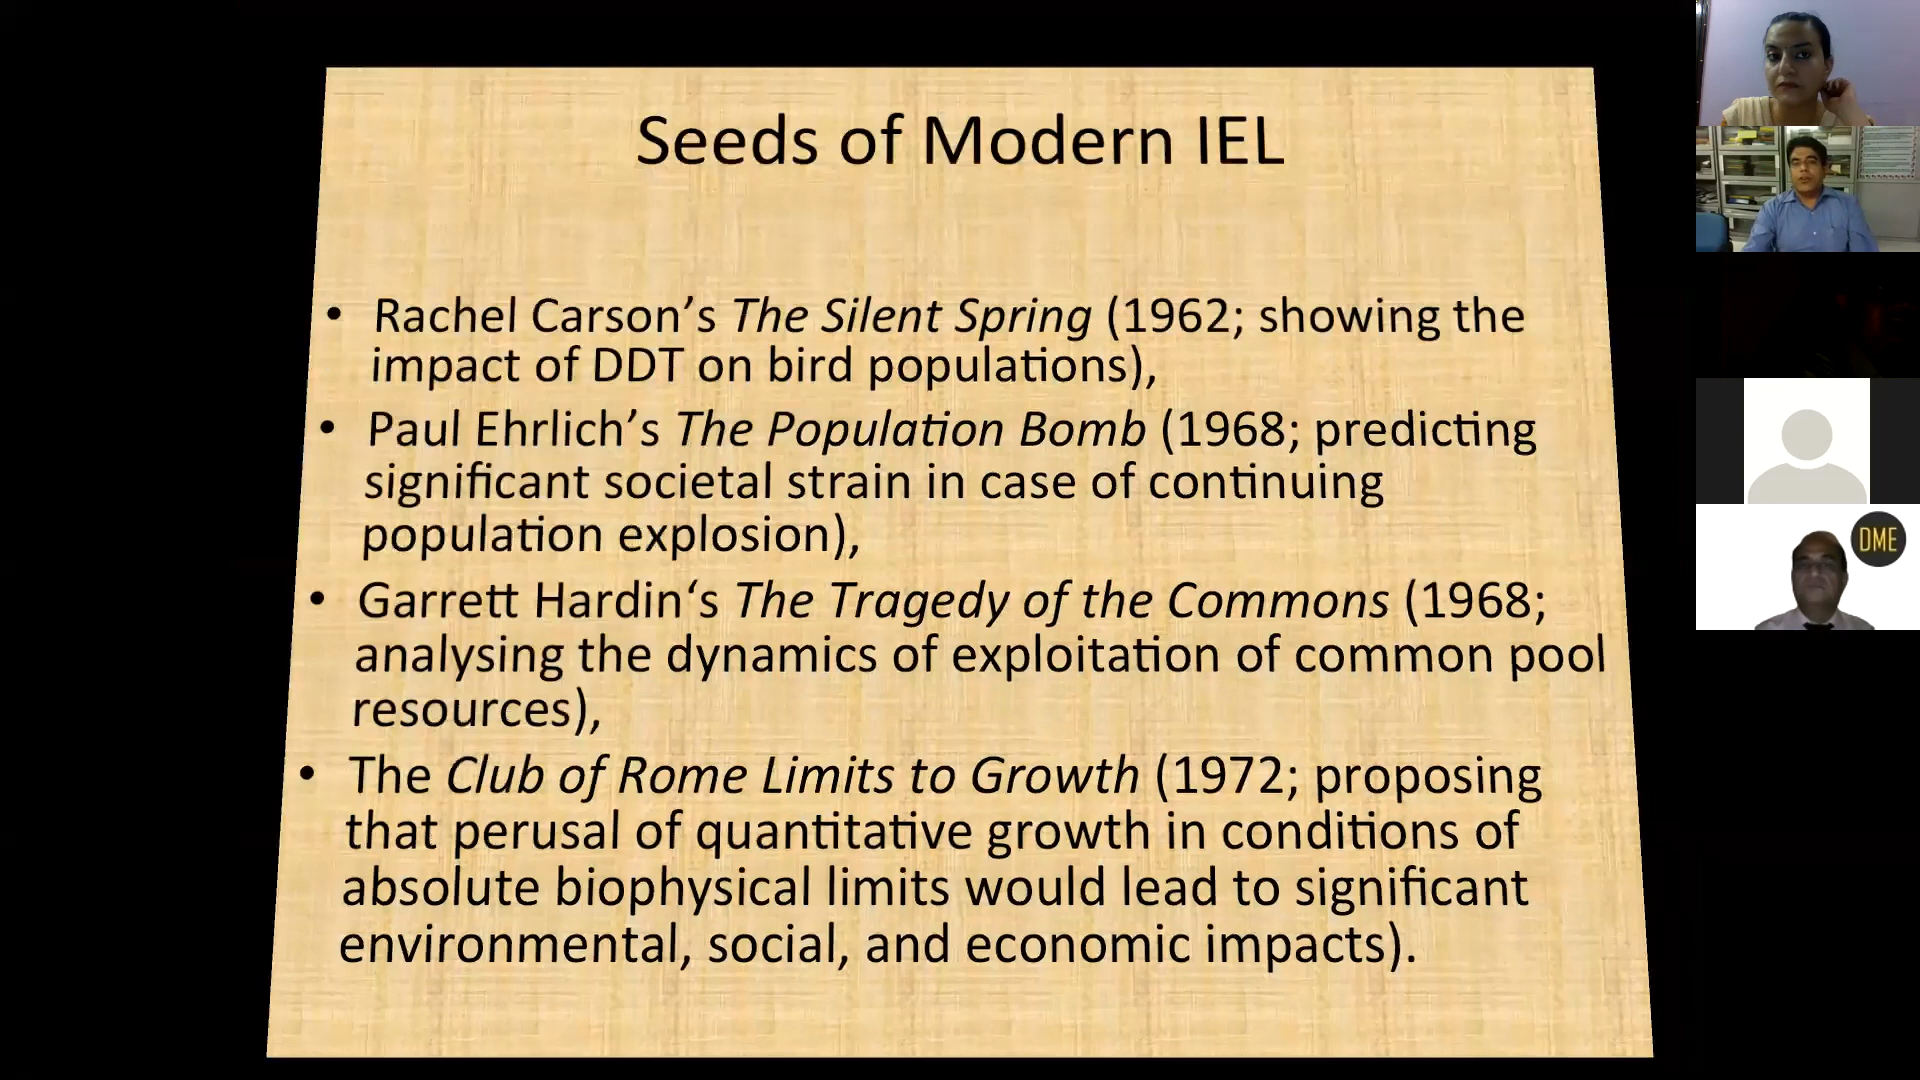 Seeds of Modern IEL
• Rachel Carson’s The Silent Spring (1962; showing the
impact of DDT on bird populations),
• Paul Ehrlich’s The Population Bomb (1968; predicting
significant societal strain in case of continuing
population explosion),
• Garrett Hardin‘s The Tragedy of the Commons (1968;
analysing the dynamics of exploitation of common pool
resources),
• The Club of Rome Limits to Growth (1972; proposing
that perusal of quantitative growth in conditions of
absolute biophysical limits would lead to significant
environmental, social, and economic impacts).
DME